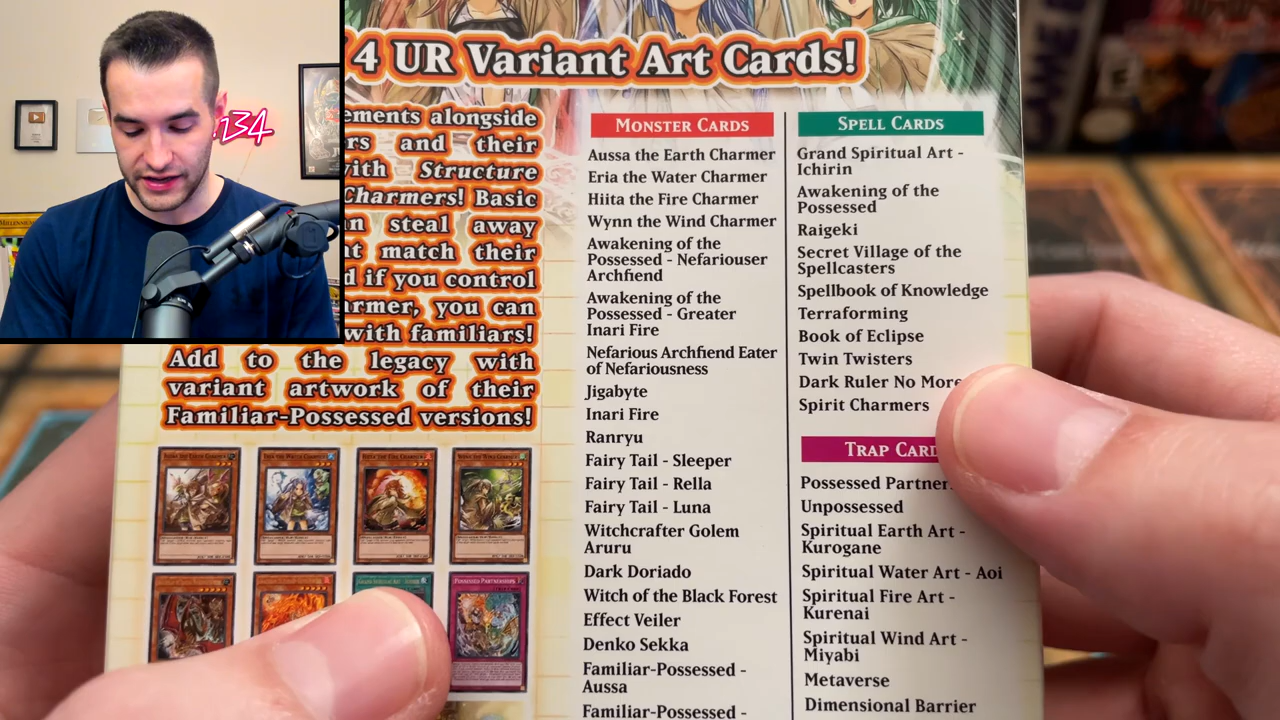 4 UR Variant Art Cards!
ements alongside
rs and their
ith Structure
Charmers! Basic
n steal away
t match their
d if you control
rmer, you can
with familiars!
Add to the legacy with
variant artwork of their
Familiar-Possessed versions!
MONSTER CARDS
Aussa the Earth Charmer
Eria the Water Charmer
Hiita the Fire Charmer
Wynn the Wind Charmer
Awakening of the
Possessed - Nefariouser
Archfiend
Awakening of the
Possessed - Greater
Inari Fire
Nefarious Archfiend Eater
of Nefariousness
Jigabyte
Inari Fire
Ranryu
Fairy Tail - Sleeper
Fairy Tail - Rella
Fairy Tail - Luna
Witchcrafter Golem
Aruru
Dark Doriado
Witch of the Black Forest
Effect Veiler
Denko Sekka
Familiar-Possessed -
Aussa
Familiar-Possessed -
SPELL CARDS
Grand Spiritual Art -
Ichirin
Awakening of the
Possessed
Raigeki
Secret Village of the
Spellcasters
Spellbook of Knowledge
Terraforming
Book of Eclipse
Twin Twisters
Dark Ruler No More
Spirit Charmers
TRAP CARD
Possessed Partner
Unpossessed
Spiritual Earth Art -
Kurogane
Spiritual Water Art - Aoi
Spiritual Fire Art -
Kurenai
Spiritual Wind Art -
Miyabi
Metaverse
Dimensional Barrier
134